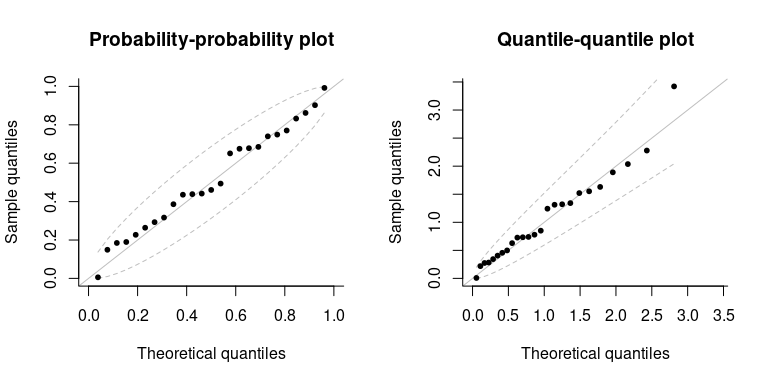 Probability-probability plot
Sample quantiles
1.0
0.8
0.6
0.4
0.2
0.0
0.0 0.2 0.4 0.6 0.8 1.0
Theoretical quantiles
Quantile-quantile plot
Sample quantiles
3.0
2.0
1.0
0.0
0.0 0.5 1.0 1.5 2.0 2.5 3.0 3.5
Theoretical quantiles